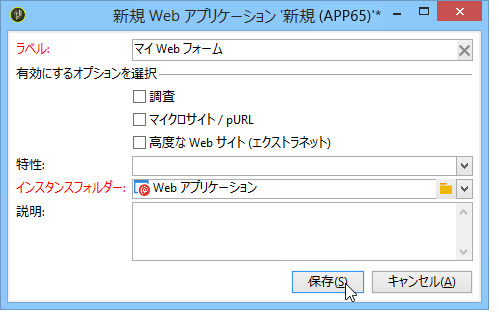 新規 Web アプリケーション '新規 (APP65)'*
ラベル: マイ Web フォーム
有効にするオプションを選択
調査
マイクロサイト / pURL
高度な Web サイト (エクストラネット)
特性:
インスタンスフォルダー: Web アプリケーション
説明:
保存(S) キャンセル(A)